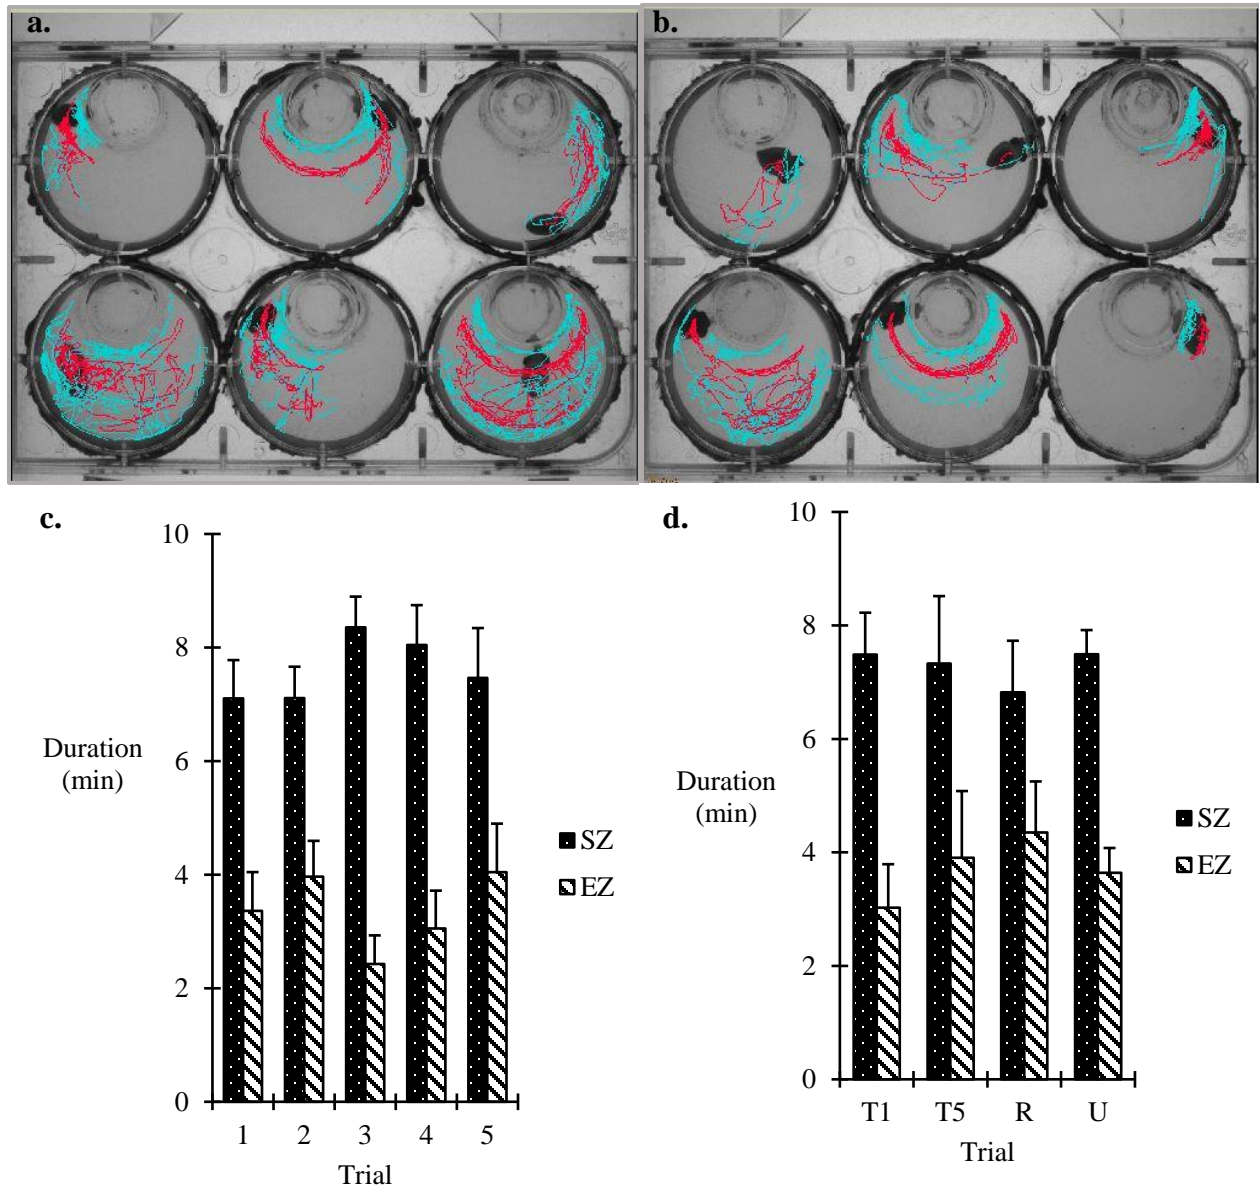 a.
b.
c.
10
8
6
4
2
0
Duration
(min)
SZ
EZ
1 2 3 4 5
Trial
d.
10
8
6
4
2
0
Duration
(min)
SZ
EZ
T1 T5 R U
Trial